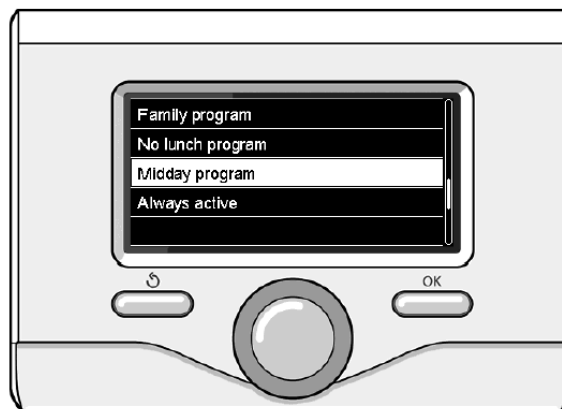 Family program
No lunch program
Midday program
Always active
OK